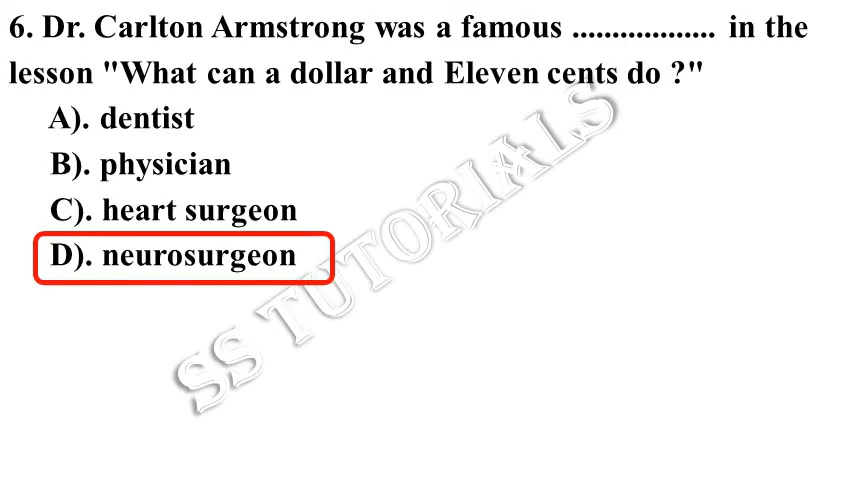 6. Dr. Carlton Armstrong was a famous .................. in the
lesson "What can a dollar and Eleven cents do ?"
A). dentist
B). physician
C). heart surgeon
D). neurosurgeon
SS TUTORIALS